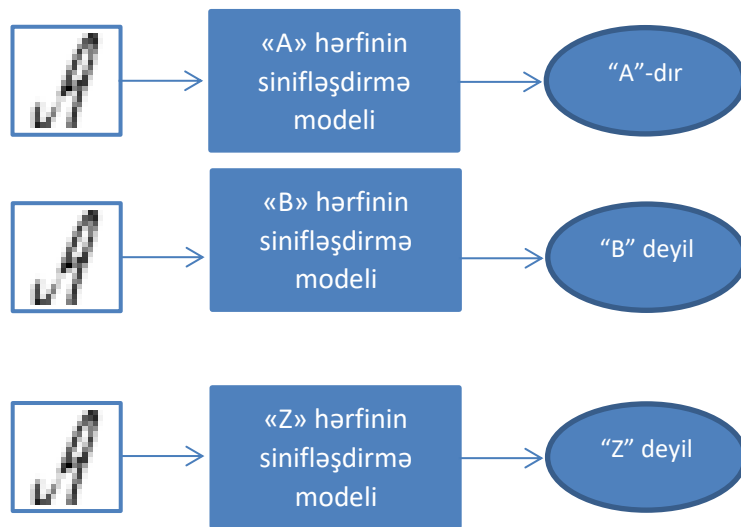 «A» hərfinin
sinifləşdirmə
modeli
“A”-dır
«B» hərfinin
sinifləşdirmə
modeli
“B” deyil
«Z» hərfinin
sinifləşdirmə
modeli
“Z” deyil